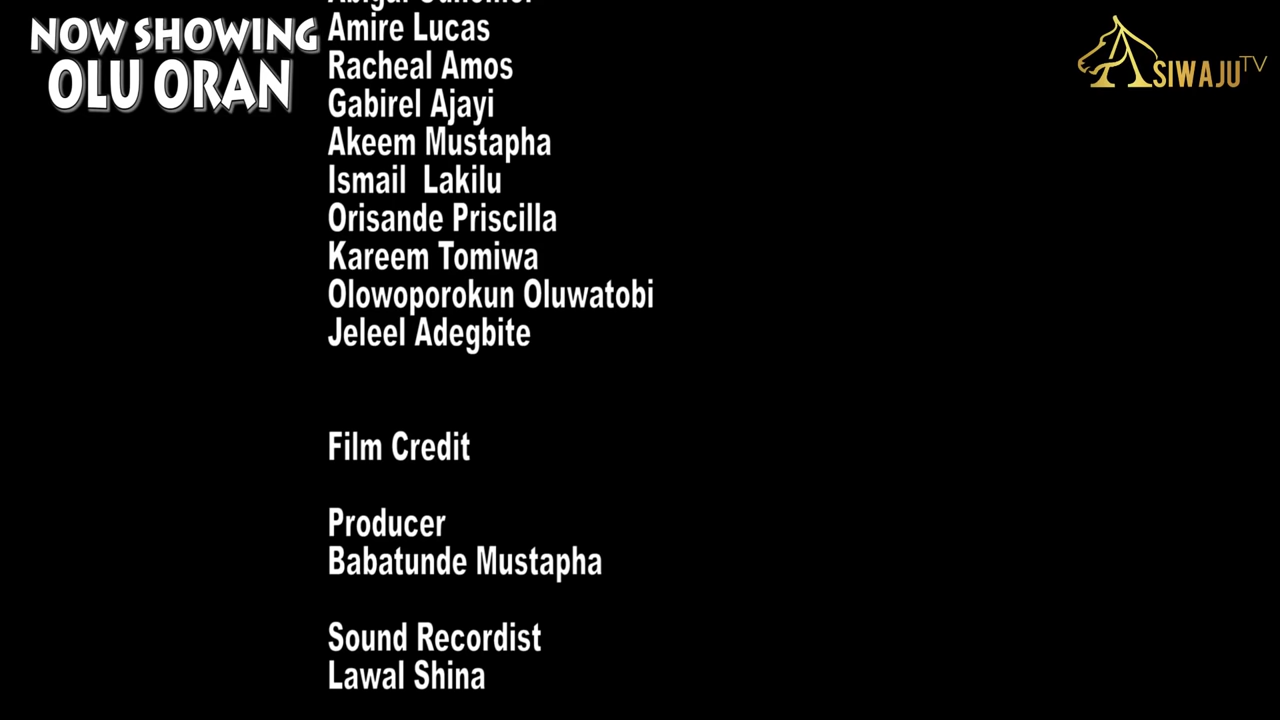 NOW SHOWING
OLU ORAN
ASIWAJU TV
Amire Lucas
Racheal Amos
Gabirel Ajayi
Akeem Mustapha
Ismail  Lakilu
Orisande Priscilla
Kareem Tomiwa
Olowoporokun Oluwatobi
Jeleel Adegbite
Film Credit
Producer
Babatunde Mustapha
Sound Recordist
Lawal Shina